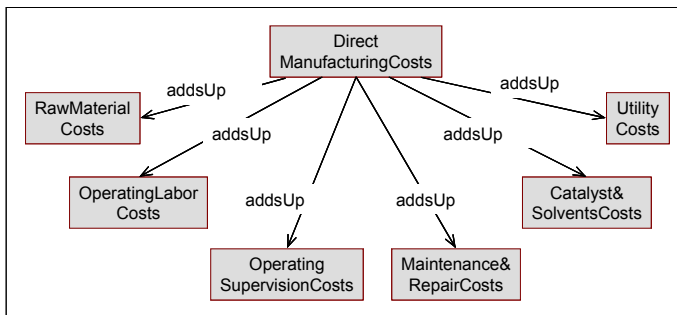 Direct
ManufacturingCosts
addsUp
addsUp
RawMaterial
Costs
Utility
Costs
addsUp
addsUp
OperatingLabor
Costs
Catalyst&
SolventsCosts
addsUp
addsUp
Operating
SupervisionCosts
Maintenance&
RepairCosts